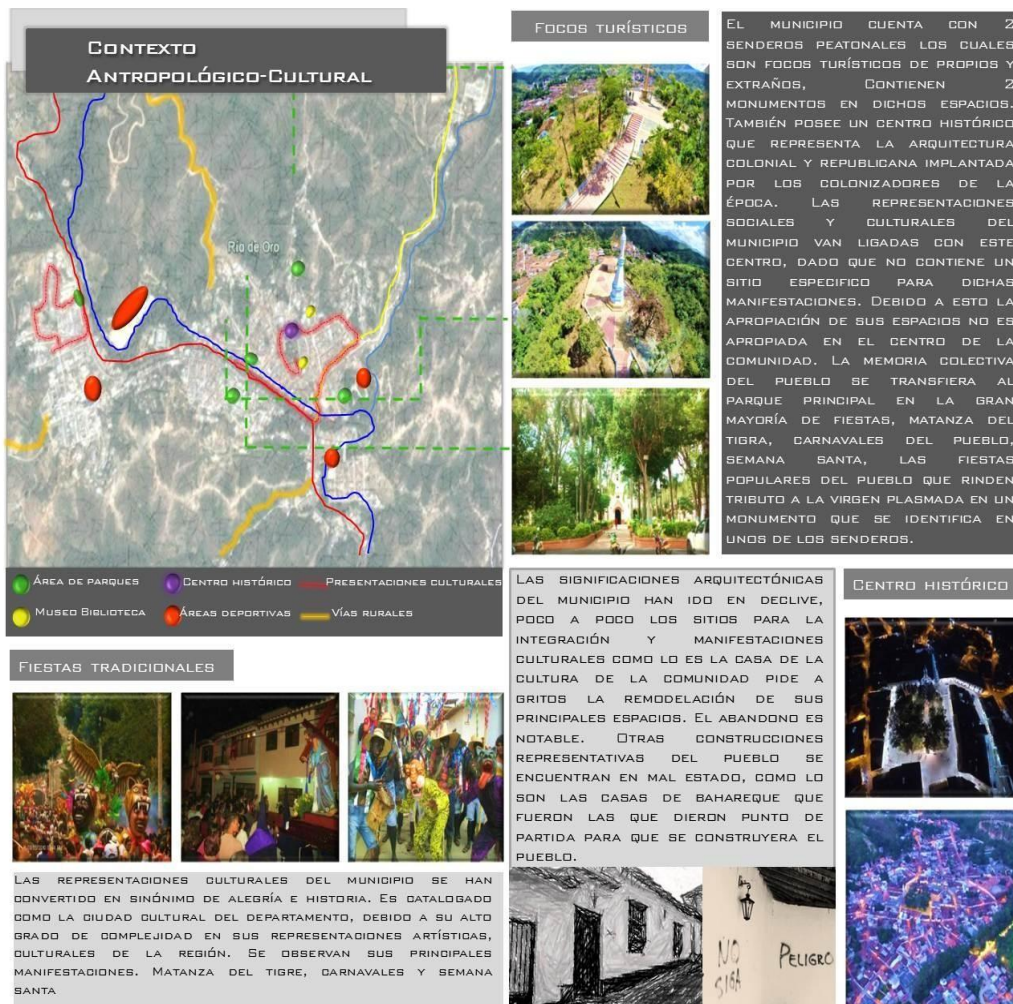 Contexto
Antropológico-Cultural
Río de Oro
Área de parques
Centro histórico
Presentaciones culturales
Museo Biblioteca
Áreas deportivas
Vías rurales
Focos turísticos
El municipio cuenta con 2
senderos peatonales los cuales
son focos turísticos de propios y
extraños, Contienen 2
monumentos en dichos espacios.
También posee un centro histórico
que representa la arquitectura
colonial y republicana implantada
por los colonizadores de la
época. Las representaciones
sociales y culturales del
municipio van ligadas con este
centro, dado que no contiene un
sitio especifico para dichas
manifestaciones. Debido a esto la
apropiación de sus espacios no es
apropiada en el centro de la
comunidad. La memoria colectiva
del pueblo se transfiera al
parque principal en la gran
mayoría de fiestas, matanza del
tigra, carnavales del pueblo,
semana santa, las fiestas
populares del pueblo que rinden
tributo a la virgen plasmada en un
monumento que se identifica en
unos de los senderos.
Fiestas tradicionales
Las representaciones culturales del municipio se han
convertido en sinónimo de alegría e historia. Es catalogado
como la ciudad cultural del departamento, debido a su alto
grado de complejidad en sus representaciones artísticas,
culturales de la región. Se observan sus principales
manifestaciones. Matanza del tigre, carnavales y semana
santa
Las significaciones arquitectónicas
del municipio han ido en declive,
poco a poco los sitios para la
integración y manifestaciones
culturales como lo es la casa de la
cultura de la comunidad pide a
gritos la remodelación de sus
principales espacios. El abandono es
notable. Otras construcciones
representativas del pueblo se
encuentran en mal estado, como lo
son las casas de bahareque que
fueron las que dieron punto de
partida para que se construyera el
pueblo.
NO
SIGA
PELIGRO
Centro histórico